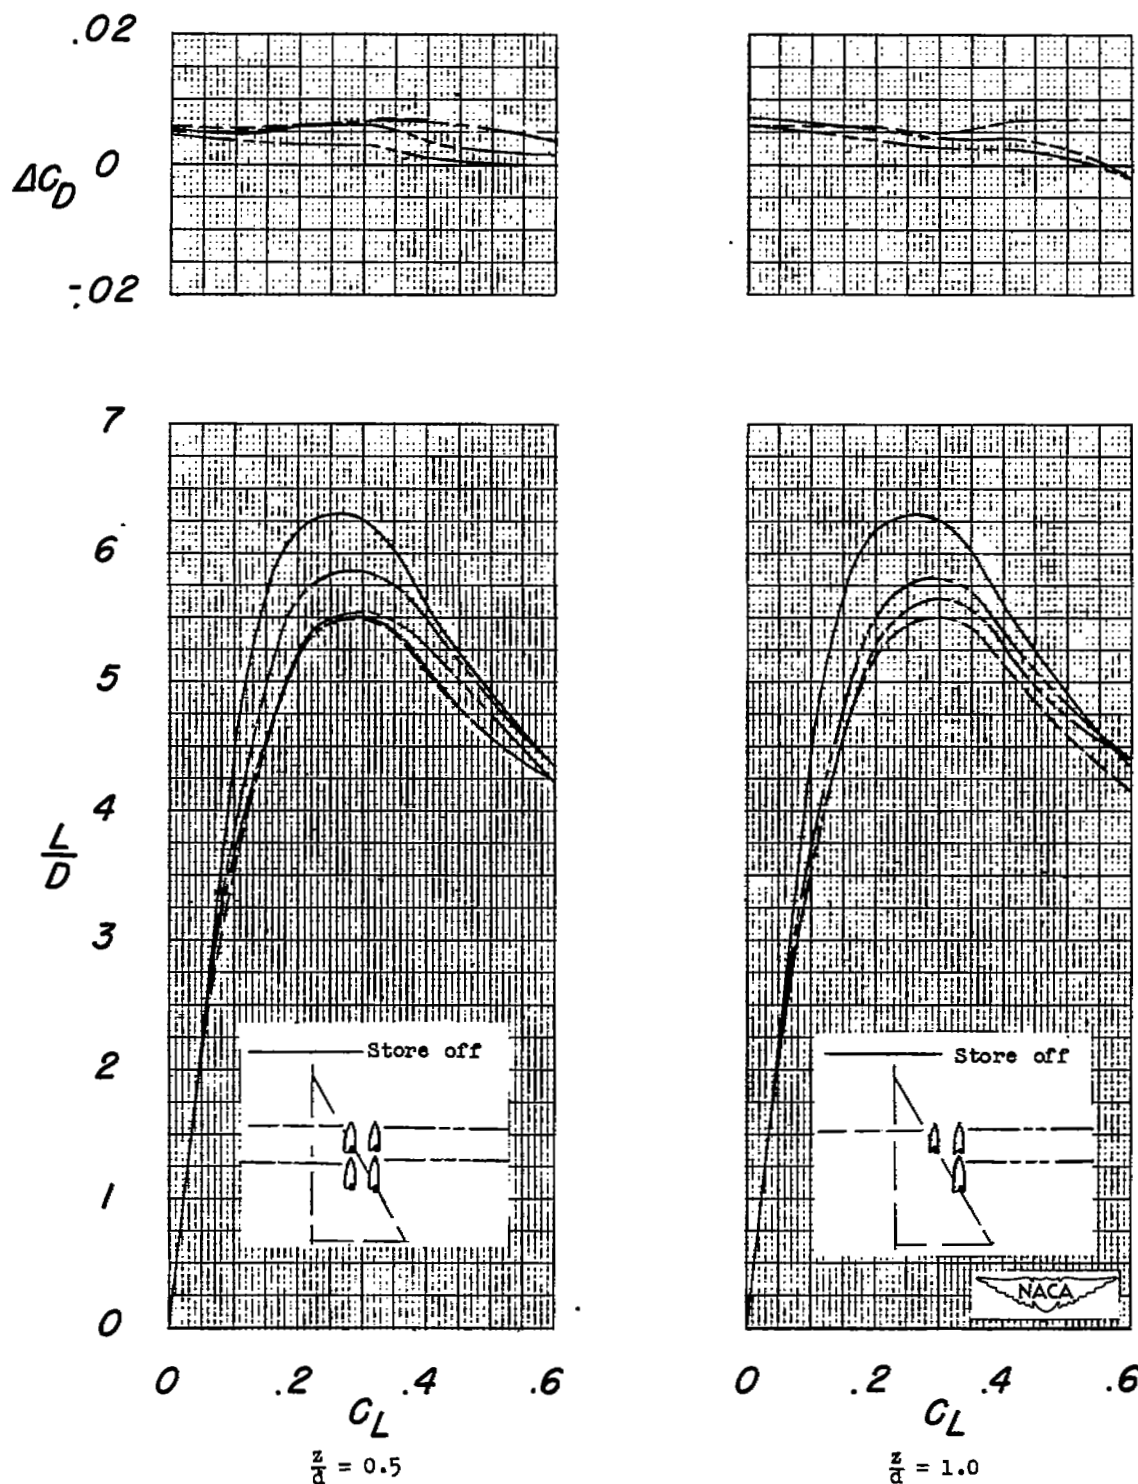 .02
ΔC_D 0
-.02
7
6
5
4
L/D
3
2
1
0
Store off
Store off
NACA
0 .2 .4 .6
0 .2 .4 .6
C_L
C_L
z/d = 0.5
z/d = 1.0